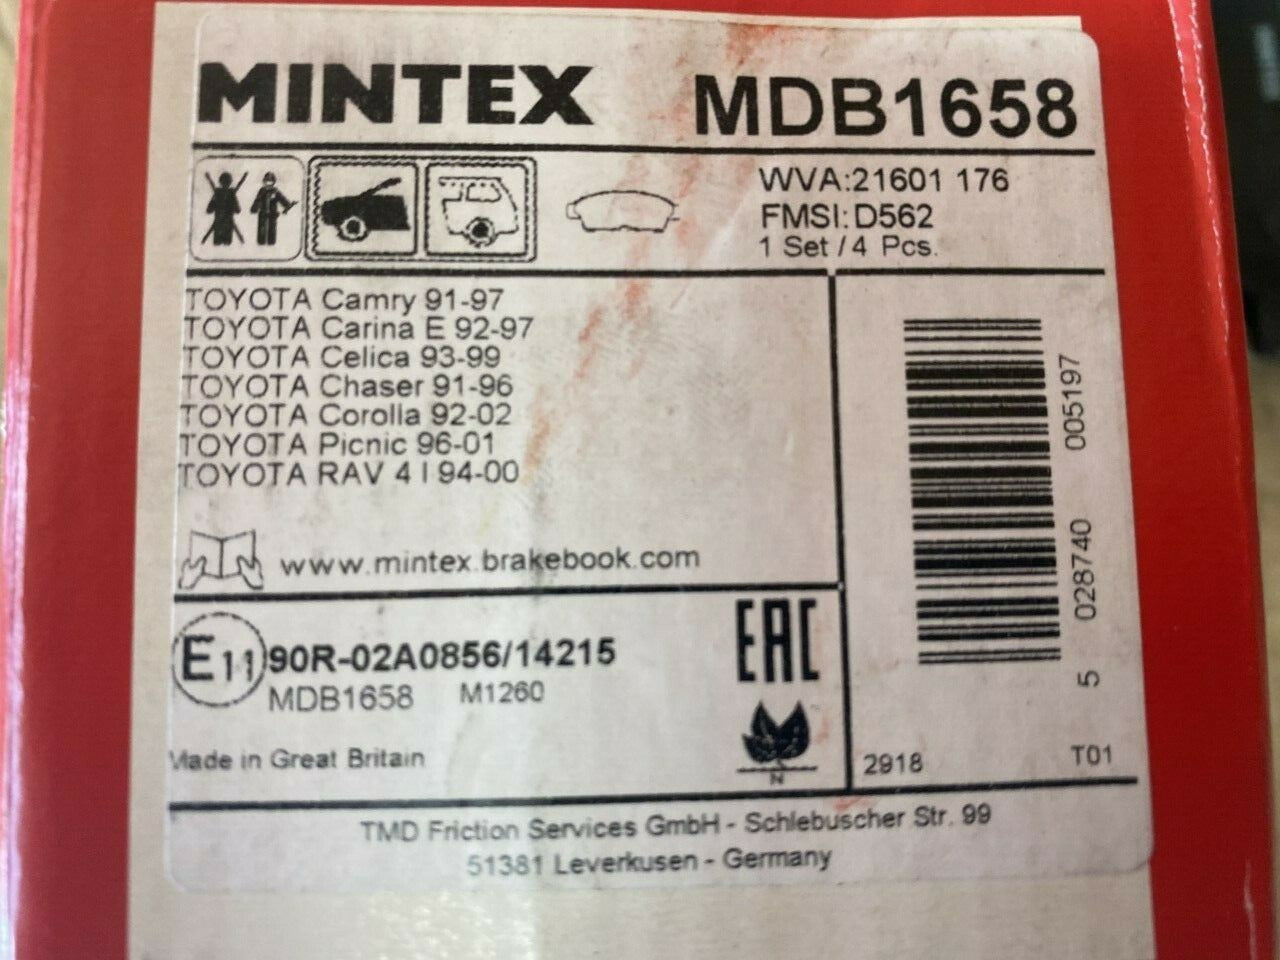 MINTEX MDB1658
WVA:21601 176
FMSI: D562
1 Set / 4 Pcs.
TOYOTA Camry 91-97
TOYOTA Carina E 92-97
TOYOTA Celica 93-99
TOYOTA Chaser 91-96
TOYOTA Corolla 92-02
TOYOTA Picnic 96-01
TOYOTA RAV 4 I 94-00
www.mintex.brakebook.com
E11 90R-02A0856/14215
MDB1658 M1260
Made in Great Britain
EAC
N
5 028740 005197
2918 T01
TMD Friction Services GmbH - Schlebuscher Str. 99
51381 Leverkusen - Germany